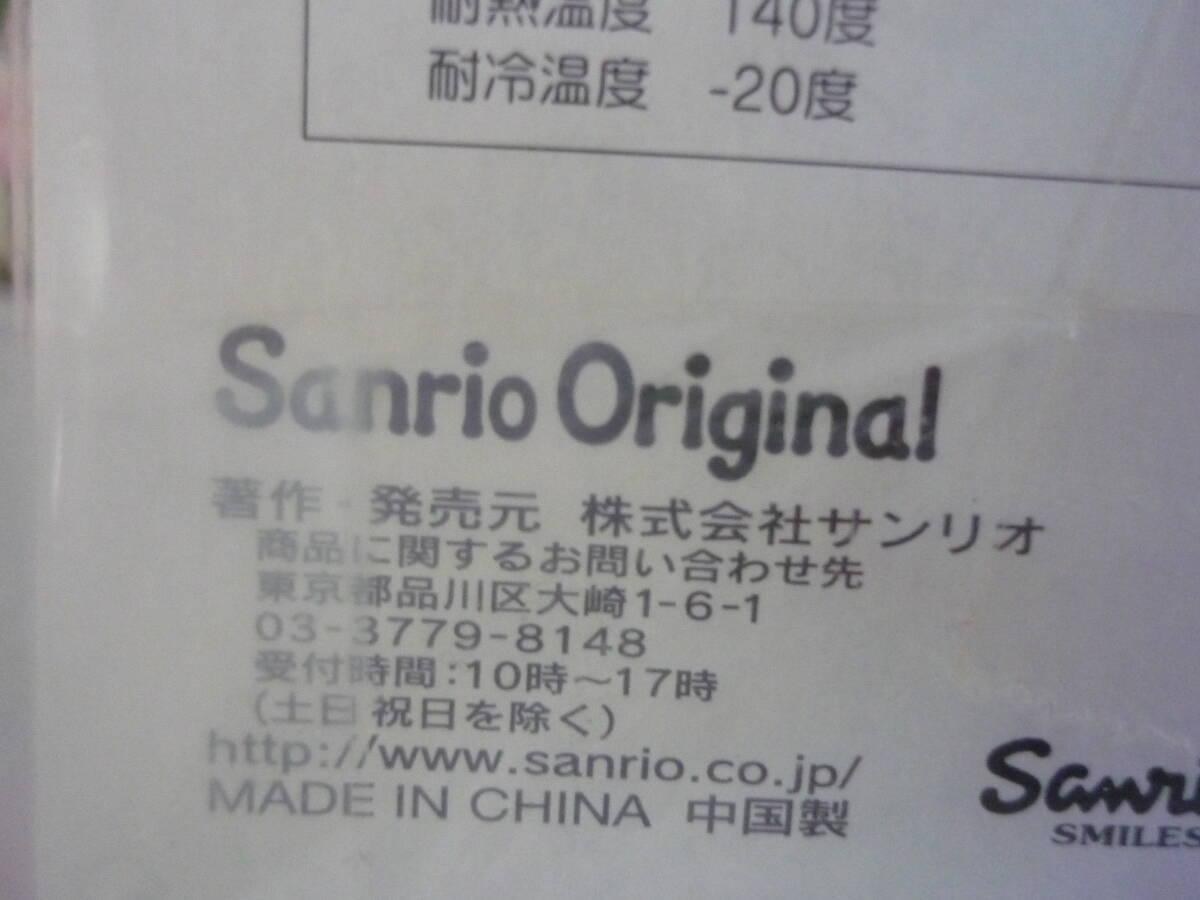 耐熱温度 140度
耐冷温度 -20度
Sanrio Original
著作・発売元 株式会社サンリオ
商品に関するお問い合わせ先
東京都品川区大崎1-6-1
03-3779-8148
受付時間:10時～17時
(土日祝日を除く)
http://www.sanrio.co.jp/
MADE IN CHINA 中国製
Sanri
SMILES